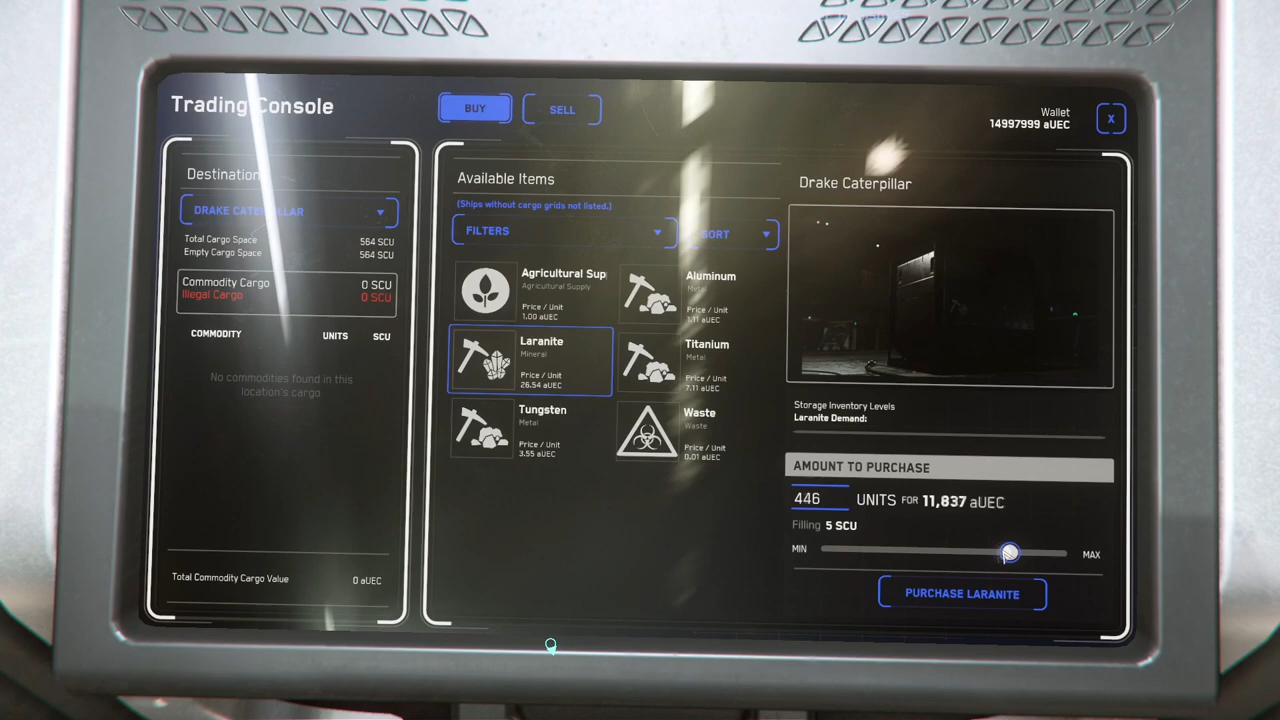 Trading Console
BUY
SELL
Wallet
14997999 aUEC
X
Destination
DRAKE CATERPILLAR
Total Cargo Space 564 SCU
Empty Cargo Space 564 SCU
Commodity Cargo 0 SCU
Illegal Cargo 0 SCU
COMMODITY UNITS SCU
No commodities found in this
location's cargo
Total Commodity Cargo Value 0 aUEC
Available Items
(Ships without cargo grids not listed.)
FILTERS
SORT
Agricultural Sup
Agricultural Supply
Price / Unit
1.00 aUEC
Aluminum
Metal
Price / Unit
1.11 aUEC
Laranite
Mineral
Price / Unit
26.54 aUEC
Titanium
Metal
Price / Unit
7.11 aUEC
Tungsten
Metal
Price / Unit
3.55 aUEC
Waste
Waste
Price / Unit
0.01 aUEC
Drake Caterpillar
Storage Inventory Levels
Laranite Demand:
AMOUNT TO PURCHASE
446 UNITS FOR 11,837 aUEC
Filling 5 SCU
MIN MAX
PURCHASE LARANITE